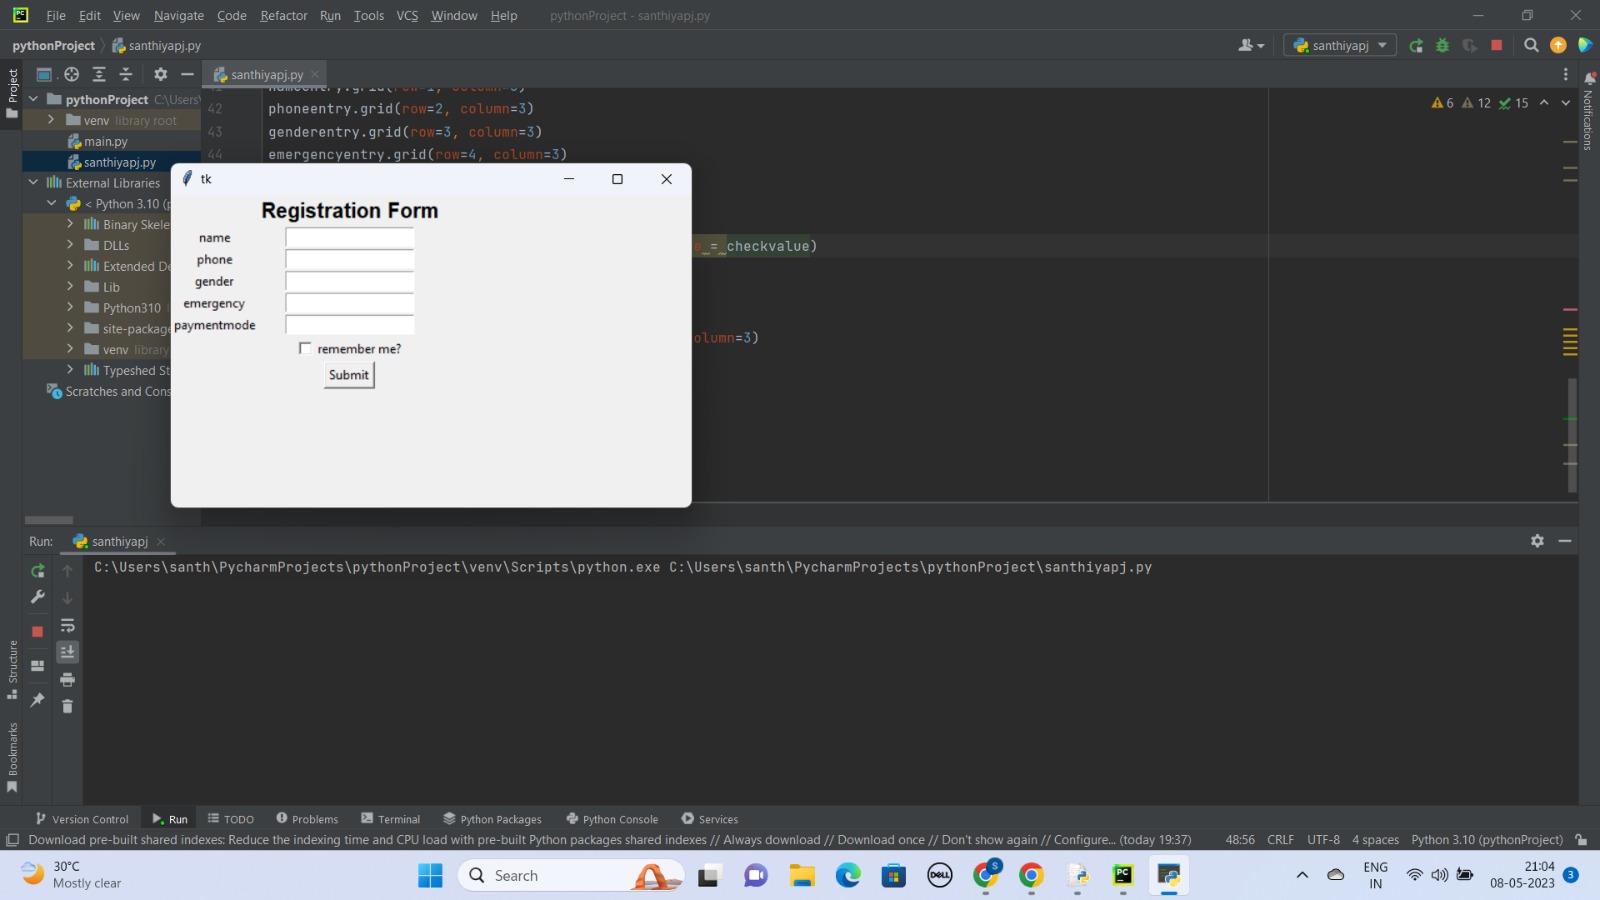 PC File Edit View Navigate Code Refactor Run Tools VCS Window Help pythonProject - santhiyapj.py
pythonProject santhiyapj.py santhiyapj
Project santhiyapj.py
Notifications
pythonProject C:\Users\
venv library root
main.py
santhiyapj.py
External Libraries
< Python 3.10 (p
Binary Skele
DLLs
Extended De
Lib
Python310
site-package
venv library
Typeshed St
Scratches and Cons
6 12 15
42 phoneentry.grid(row=2, column=3)
43 genderentry.grid(row=3, column=3)
44 emergencyentry.grid(row=4, column=3)
= checkvalue)
olumn=3)
tk
Registration Form
name
phone
gender
emergency
paymentmode
remember me?
Submit
Run: santhiyapj
C:\Users\santh\PycharmProjects\pythonProject\venv\Scripts\python.exe C:\Users\santh\PycharmProjects\pythonProject\santhiyapj.py
Structure
Bookmarks
Version Control Run TODO Problems Terminal Python Packages Python Console Services
Download pre-built shared indexes: Reduce the indexing time and CPU load with pre-built Python packages shared indexes // Always download // Download once // Don't show again // Configure... (today 19:37) 48:56 CRLF UTF-8 4 spaces Python 3.10 (pythonProject)
30°C
Mostly clear
Search
DELL
S
PC
ENG
IN
21:04
08-05-2023
3